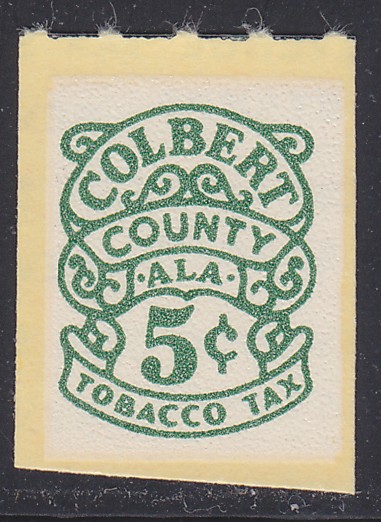 COLBERT
COUNTY
·ALA·
5¢
TOBACCO TAX